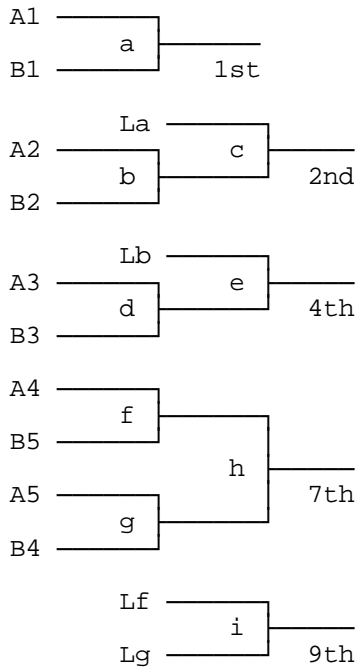 A1
a
B1 1st
La
A2 c
b 2nd
B2
Lb
A3 e
d 4th
B3
A4
f
B5
h
A5 7th
g
B4
Lf
i
Lg 9th